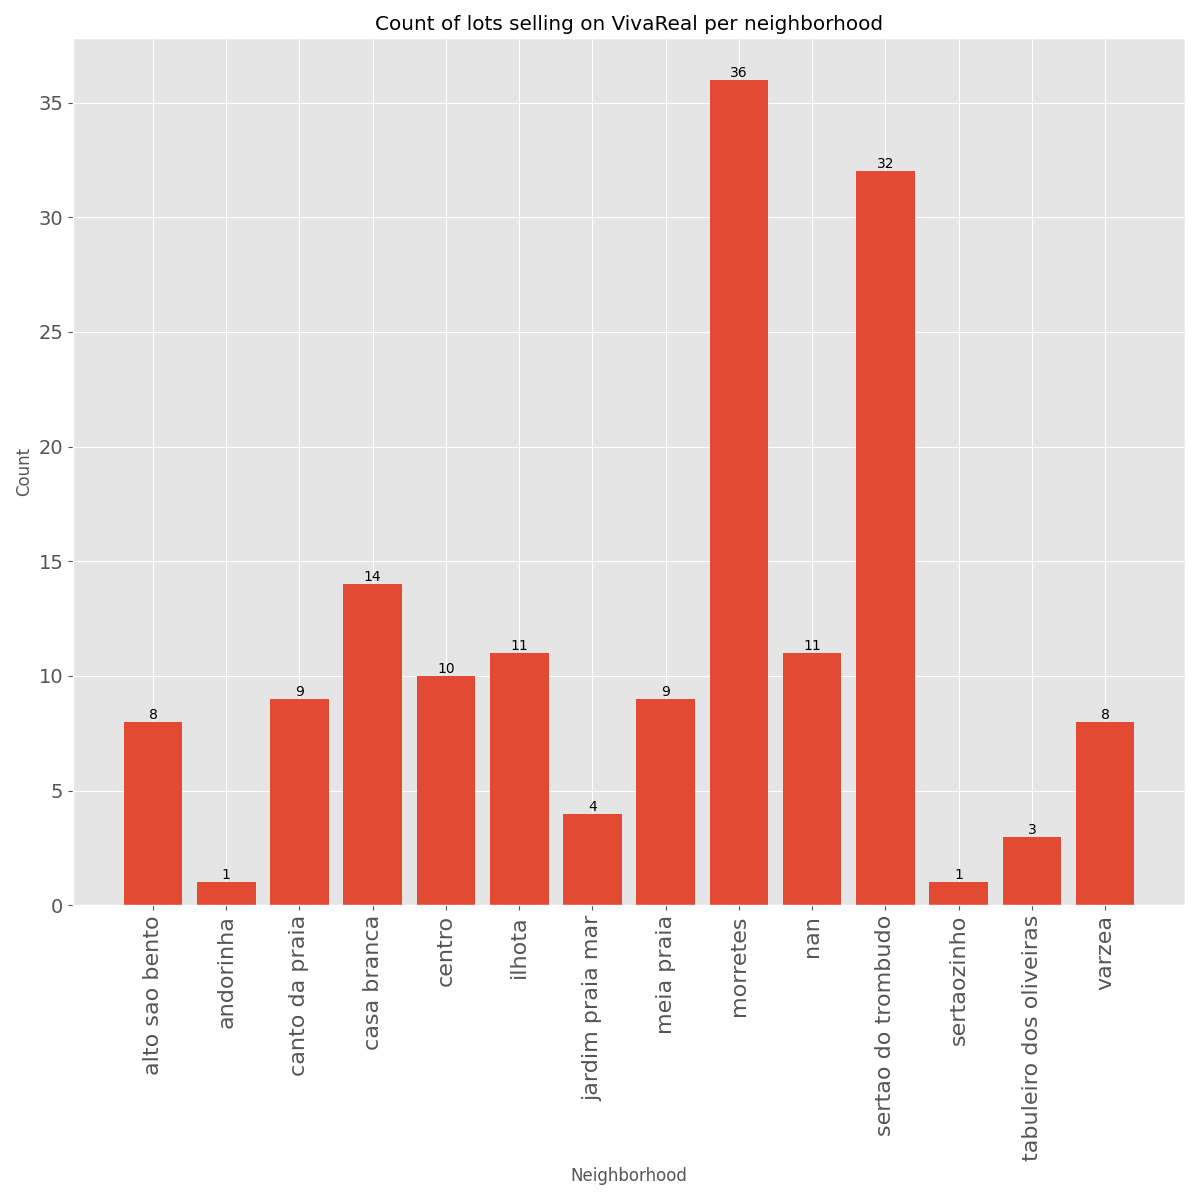 Count of lots selling on VivaReal per neighborhood
Count
35
30
25
20
15
10
5
0
8
1
9
14
10
11
4
9
36
11
32
1
3
8
alto sao bento
andorinha
canto da praia
casa branca
centro
ilhota
jardim praia mar
meia praia
morretes
nan
sertao do trombudo
sertaozinho
tabuleiro dos oliveiras
varzea
Neighborhood